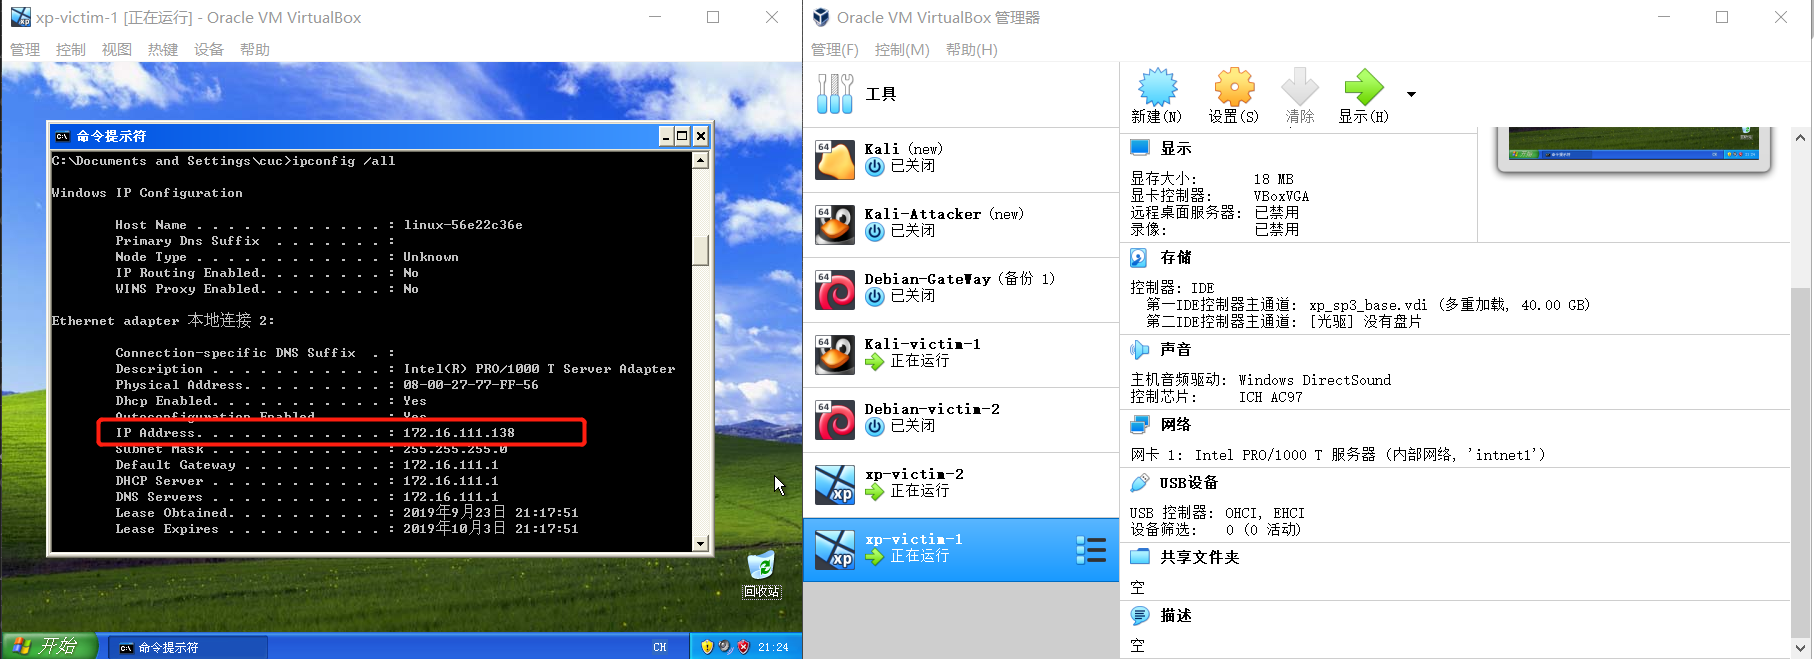 xp-victim-1 [正在运行] - Oracle VM VirtualBox
管理 控制 视图 热键 设备 帮助
命令提示符
C:\Documents and Settings\cuc>ipconfig /all
Windows IP Configuration
Host Name . . . . . . . . . . . . : linux-56e22c36e
Primary Dns Suffix  . . . . . . . :
Node Type . . . . . . . . . . . . : Unknown
IP Routing Enabled. . . . . . . . : No
WINS Proxy Enabled. . . . . . . . : No
Ethernet adapter 本地连接 2:
Connection-specific DNS Suffix  . :
Description . . . . . . . . . . . : Intel(R) PRO/1000 T Server Adapter
Physical Address. . . . . . . . . : 08-00-27-77-FF-56
Dhcp Enabled. . . . . . . . . . . : Yes
Autoconfiguration Enabled . . . . : Yes
IP Address. . . . . . . . . . . . : 172.16.111.138
Subnet Mask . . . . . . . . . . . : 255.255.255.0
Default Gateway . . . . . . . . . : 172.16.111.1
DHCP Server . . . . . . . . . . . : 172.16.111.1
DNS Servers . . . . . . . . . . . : 172.16.111.1
Lease Obtained. . . . . . . . . . : 2019年9月23日 21:17:51
Lease Expires . . . . . . . . . . : 2019年10月3日 21:17:51
回收站
开始
命令提示符
CH
21:24
Oracle VM VirtualBox 管理器
管理(F) 控制(M) 帮助(H)
工具
64
Kali (new)
已关闭
64
Kali-Attacker (new)
已关闭
64
Debian-GateWay (备份 1)
已关闭
64
Kali-victim-1
正在运行
64
Debian-victim-2
已关闭
xp
xp-victim-2
正在运行
xp
xp-victim-1
正在运行
新建(N) 设置(S) 清除 显示(H)
显示
显存大小: 18 MB
显卡控制器: VBoxVGA
远程桌面服务器: 已禁用
录像: 已禁用
存储
控制器: IDE
第一IDE控制器主通道: xp_sp3_base.vdi (多重加载, 40.00 GB)
第二IDE控制器主通道: [光驱] 没有盘片
声音
主机音频驱动: Windows DirectSound
控制芯片: ICH AC97
网络
网卡 1: Intel PRO/1000 T 服务器 (内部网络, 'intnet1')
USB设备
USB 控制器: OHCI, EHCI
设备筛选: 0 (0 活动)
共享文件夹
空
描述
空